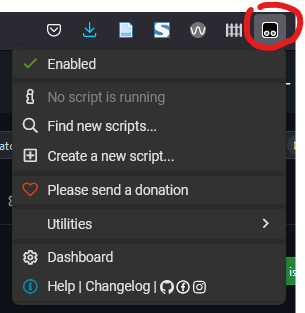 Enabled
No script is running
Find new scripts...
Create a new script...
Please send a donation
Utilities
Dashboard
Help | Changelog |